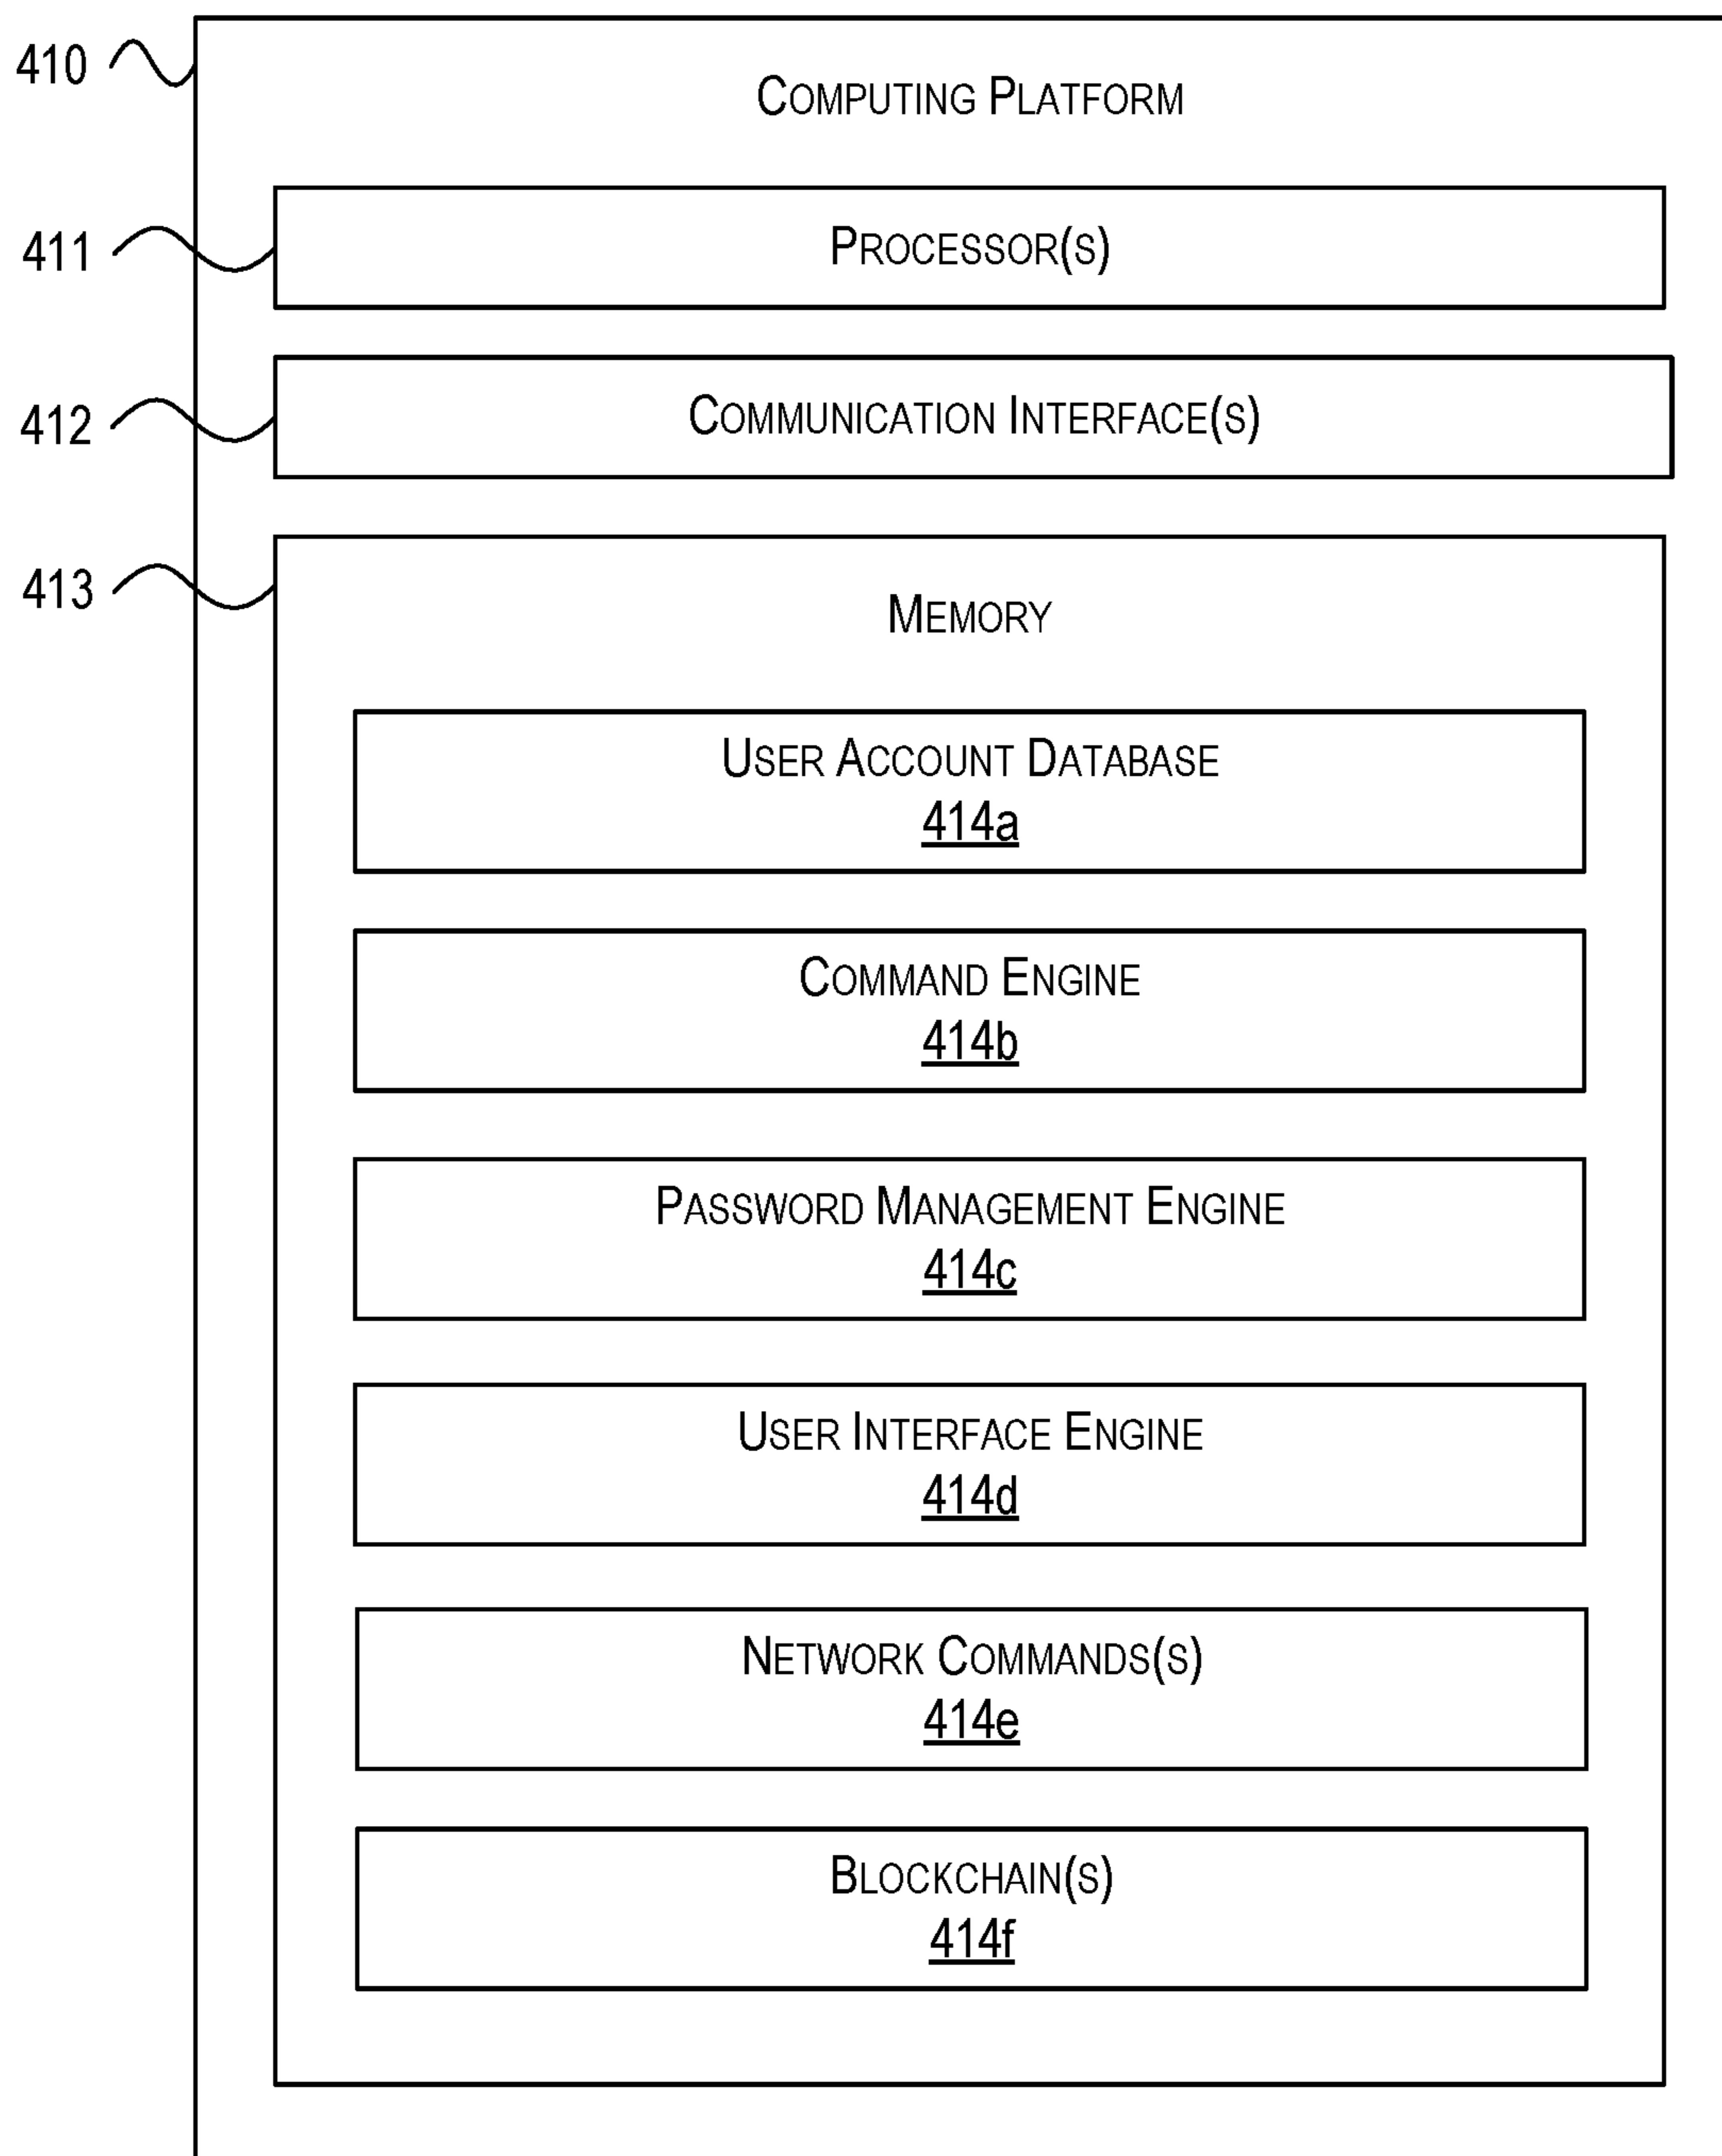 410
COMPUTING PLATFORM
411
PROCESSOR(S)
412
COMMUNICATION INTERFACE(S)
413
MEMORY
USER ACCOUNT DATABASE
414a
COMMAND ENGINE
414b
PASSWORD MANAGEMENT ENGINE
414c
USER INTERFACE ENGINE
414d
NETWORK COMMANDS(S)
414e
BLOCKCHAIN(S)
414f